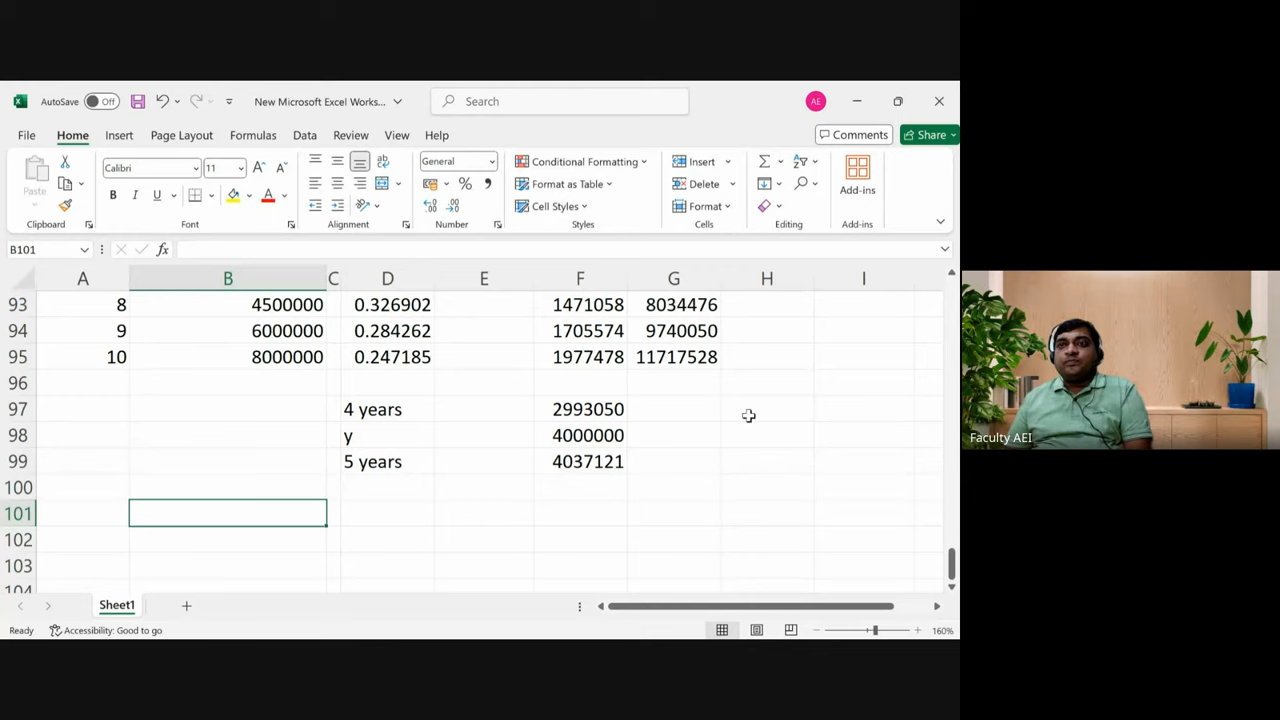 AutoSave Off New Microsoft Excel Works... Search AE
File Home Insert Page Layout Formulas Data Review View Help Comments Share
Paste Calibri 11 General Conditional Formatting Insert
B I U Format as Table Delete Add-ins
Cell Styles Format
Clipboard Font Alignment Number Styles Cells Editing Add-ins
B101 fx
A B C D E F G H I
93 8 4500000 0.326902 1471058 8034476
94 9 6000000 0.284262 1705574 9740050
95 10 8000000 0.247185 1977478 11717528
96
97 4 years 2993050
98 y 4000000
99 5 years 4037121
100
101
102
103
104
Sheet1
Ready Accessibility: Good to go 160%
Faculty AEI